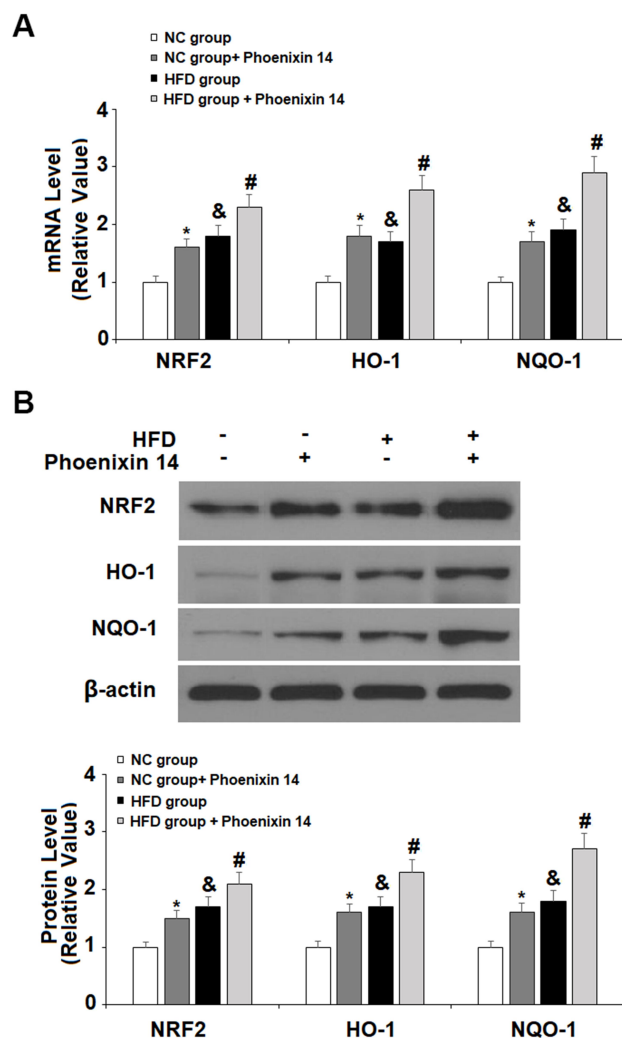 A
NC group
NC group+ Phoenixin 14
HFD group
HFD group + Phoenixin 14
mRNA Level
(Relative Value)
4
3
2
1
0
* & #
* & #
* & #
NRF2 HO-1 NQO-1
B
HFD - - + +
Phoenixin 14 - + - +
NRF2
HO-1
NQO-1
β-actin
NC group
NC group+ Phoenixin 14
HFD group
HFD group + Phoenixin 14
Protein Level
(Relative Value)
4
3
2
1
0
* & #
* & #
* & #
NRF2 HO-1 NQO-1